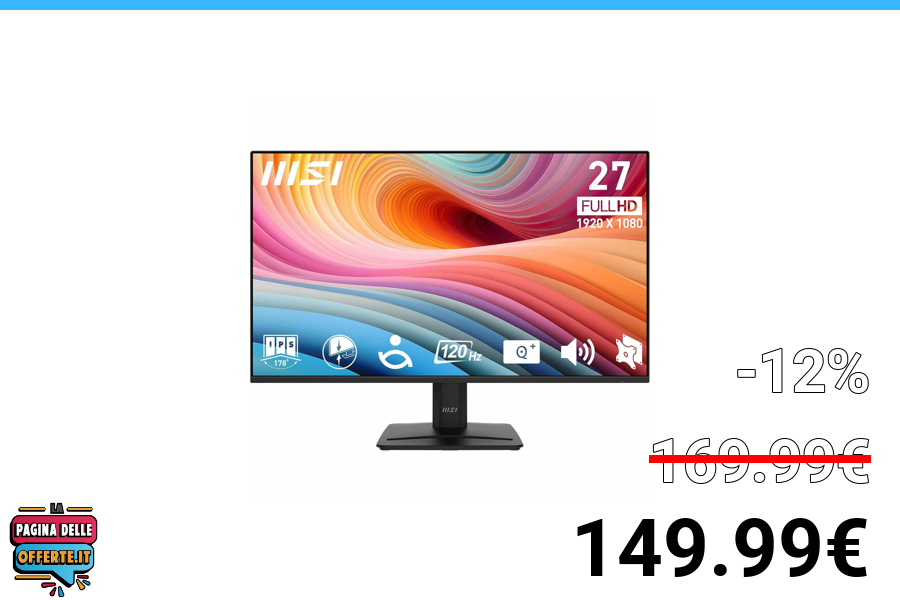 msi
27
FULL HD
1920 X 1080
IPS
178°
120Hz
Q+
-12%
169.99€
msi
LA
PAGINA DELLE
OFFERTE.IT
149.99€